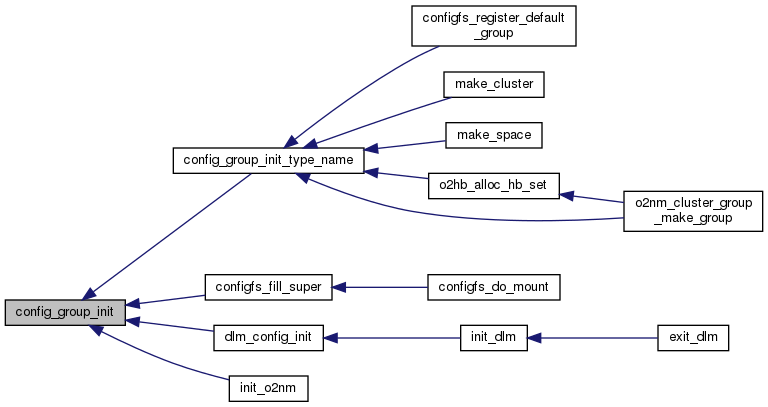 configfs_register_default
_group
make_cluster
make_space
config_group_init_type_name
o2hb_alloc_hb_set
o2nm_cluster_group
_make_group
configfs_fill_super
configfs_do_mount
config_group_init
dlm_config_init
init_dlm
exit_dlm
init_o2nm